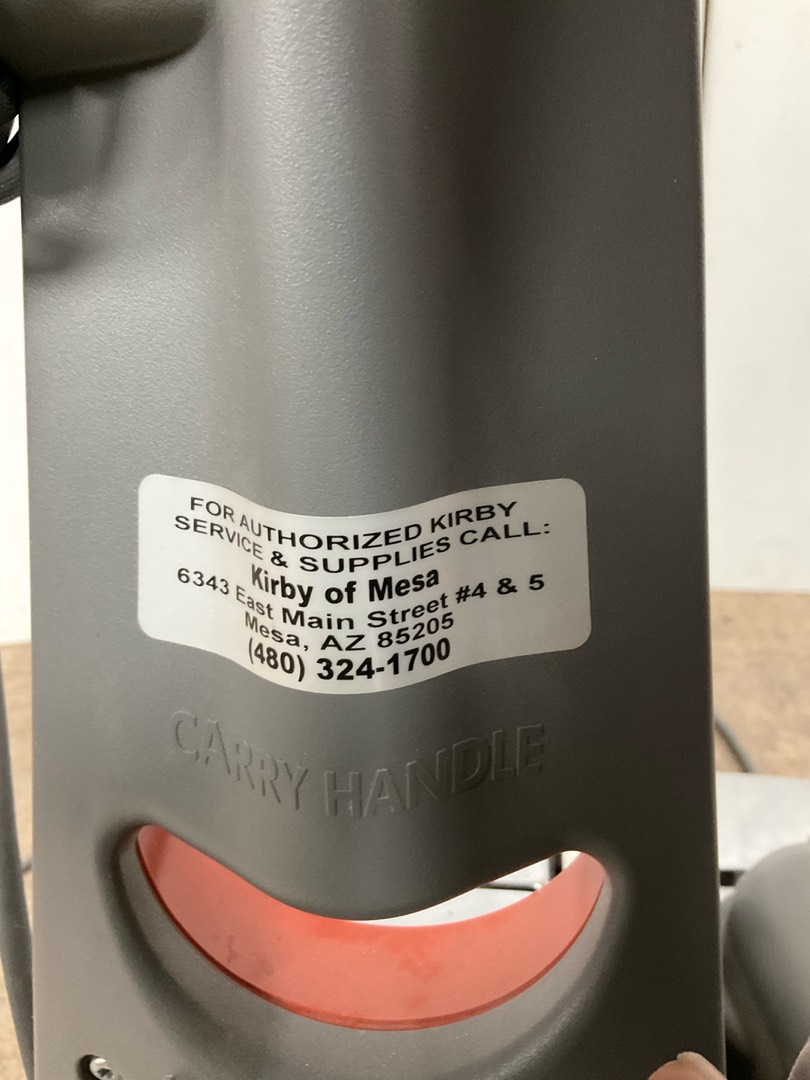 FOR AUTHORIZED KIRBY
SERVICE & SUPPLIES CALL:
Kirby of Mesa
6343 East Main Street #4 & 5
Mesa, AZ 85205
(480) 324-1700
CARRY HANDLE